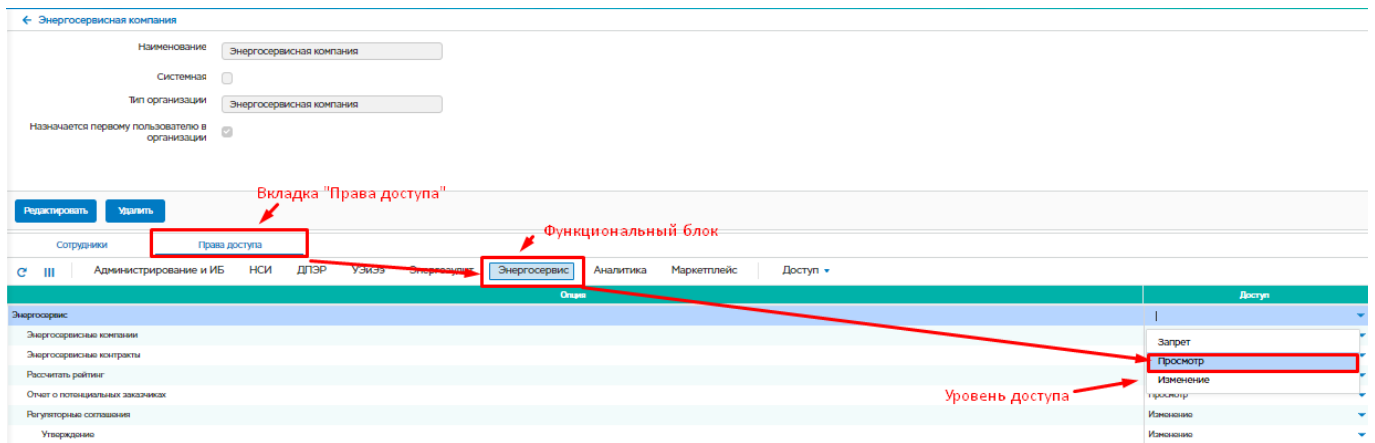 ← Энергосервисная компания
Наименование Энергосервисная компания
Системная
Тип организации Энергосервисная компания
Назначается первому пользователю в
организации
Вкладка "Права доступа"
Редактировать Удалить
Функциональный блок
Сотрудники Права доступа
Администрирование и ИБ НСИ ДПЭР УЭиЭЭ Энергоаудит Энергосервис Аналитика Маркетплейс Доступ
Опция Доступ
Энергосервис
Энергосервисные компании
Запрет
Энергосервисные контракты
Просмотр
Рассчитать рейтинг
Изменение
Отчет о потенциальных заказчиках Просмотр
Уровень доступа
Регуляторные соглашения Изменение
Утверждение Изменение